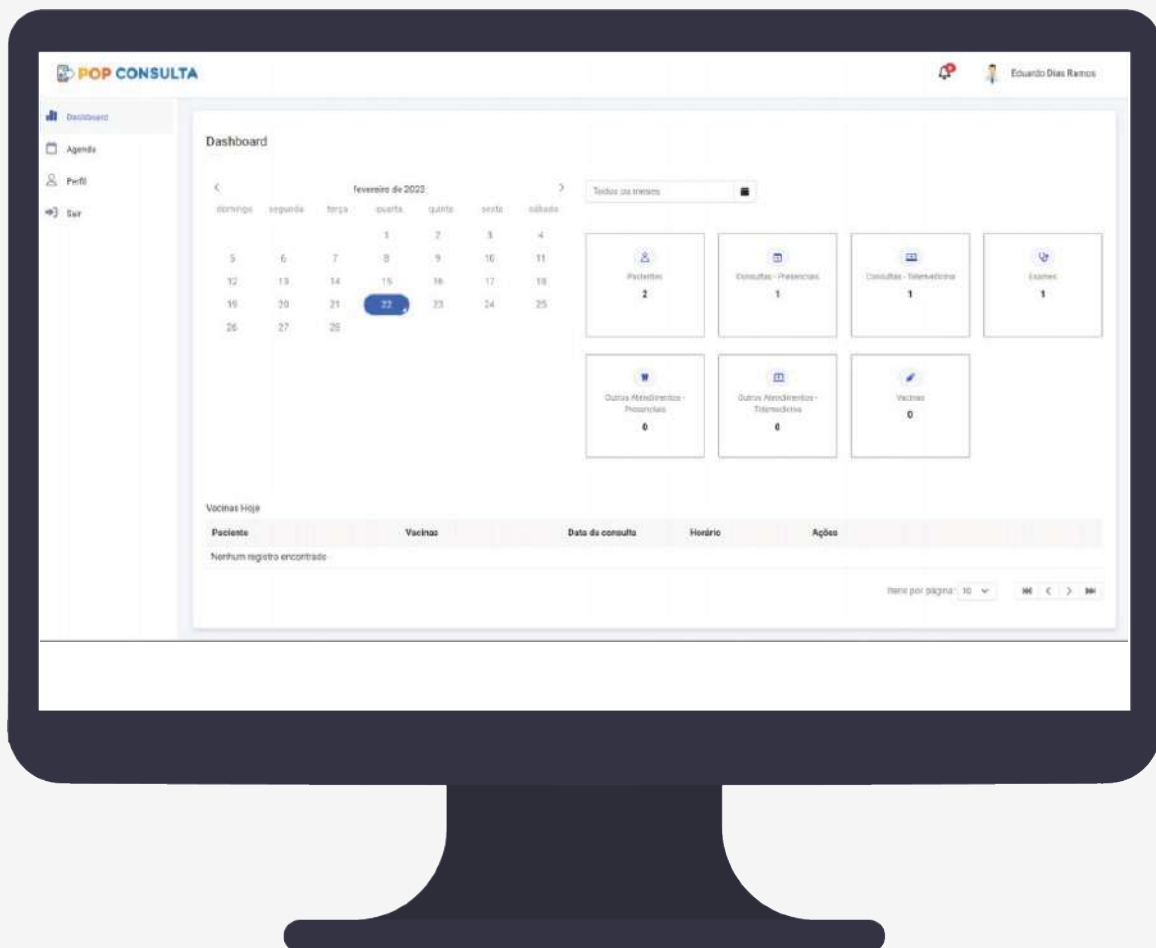 POP CONSULTA
Eduardo Dias Ramos
Dashboard
Agenda
Perfil
Sair
Dashboard
fevereiro de 2023
domingo segunda terça quarta quinta sexta sábado
1 2 3 4
5 6 7 8 9 10 11
12 13 14 15 16 17 18
19 20 21 22 23 24 25
26 27 28
Todos os meses
Pacientes
2
Consultas - Presenciais
1
Consultas - Telemedicina
1
Exames
1
Outros Atendimentos -
Presenciais
0
Outros Atendimentos -
Telemedicina
0
Vacinas
0
Vacinas Hoje
Paciente Vacinas Data da consulta Horário Ações
Nenhum registro encontrado
Itens por página: 10